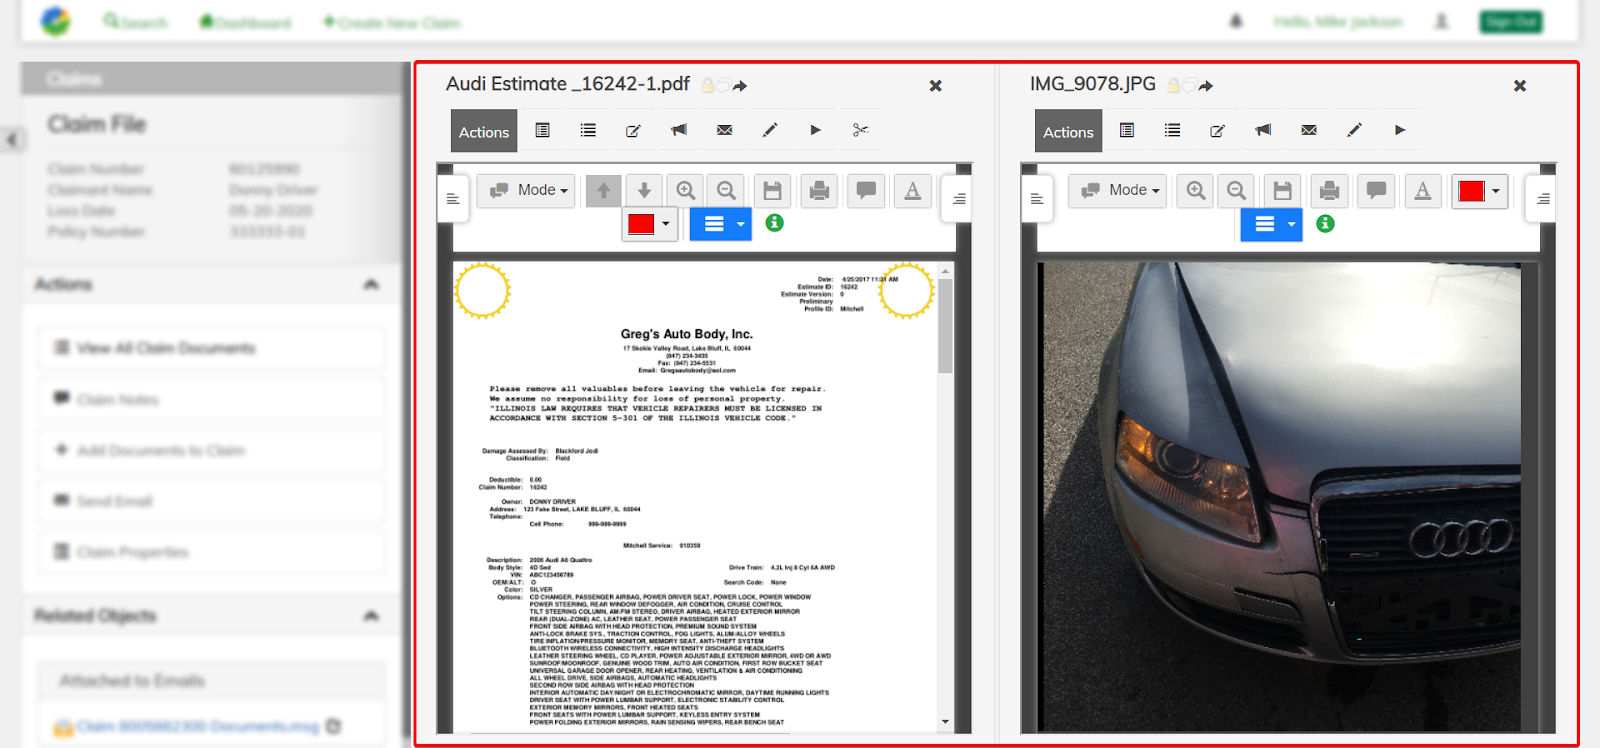 Search Dashboard Create New Claim Hello, Mike Jackson Sign Out
Claims
Claim File
Claim Number 60125990
Claimant Name Donny Driver
Loss Date 05-20-2020
Policy Number 333333-01
Actions
View All Claim Documents
Claim Notes
Add Documents to Claim
Send Email
Claim Properties
Related Objects
Attached to Emails
Claim 8005882300 Documents.msg
Audi Estimate _16242-1.pdf
Actions
Mode
Date: 4/25/2017 11:21 AM
Estimate ID: 16242
Estimate Version: 0
Preliminary
Profile ID: Mitchell
Greg's Auto Body, Inc.
17 Skokie Valley Road, Lake Bluff, IL 60044
(847) 234-3435
Fax: (847) 234-5531
Email: Gregsautobody@aol.com
Please remove all valuables before leaving the vehicle for repair.
We assume no responsibility for loss of personal property.
"ILLINOIS LAW REQUIRES THAT VEHICLE REPAIRERS MUST BE LICENSED IN
ACCORDANCE WITH SECTION 5-301 OF THE ILLINOIS VEHICLE CODE."
Damage Assessed By: Blackford Jodi
Classification: Field
Deductible: 0.00
Claim Number: 16242
Owner: DONNY DRIVER
Address: 123 Fake Street, LAKE BLUFF, IL 60044
Telephone:
Cell Phone: 999-999-9999
Mitchell Service: 910359
Description: 2006 Audi A6 Quattro
Body Style: 4D Sed Drive Train: 4.2L Inj 8 Cyl 6A AWD
VIN: ABC123456789
OEM/ALT: O Search Code: None
Color: SILVER
Options: CD CHANGER, PASSENGER AIRBAG, POWER DRIVER SEAT, POWER LOCK, POWER WINDOW
POWER STEERING, REAR WINDOW DEFOGGER, AIR CONDITION, CRUISE CONTROL
TILT STEERING COLUMN, AM/FM STEREO, DRIVER AIRBAG, HEATED EXTERIOR MIRROR
REAR (DUAL-ZONE) AC, LEATHER SEAT, POWER PASSENGER SEAT
FRONT SIDE AIRBAG WITH HEAD PROTECTION, PREMIUM SOUND SYSTEM
ANTI-LOCK BRAKE SYS., TRACTION CONTROL, FOG LIGHTS, ALUM/ALLOY WHEELS
TIRE INFLATION/PRESSURE MONITOR, MEMORY SEAT, ANTI-THEFT SYSTEM
BLUETOOTH WIRELESS CONNECTIVITY, HIGH INTENSITY DISCHARGE HEADLIGHTS
LEATHER STEERING WHEEL, CD PLAYER, POWER ADJUSTABLE EXTERIOR MIRROR, 4WD OR AWD
SUNROOF/MOONROOF, GENUINE WOOD TRIM, AUTO AIR CONDITION, FIRST ROW BUCKET SEAT
UNIVERSAL GARAGE DOOR OPENER, REAR HEATING, VENTILATION & AIR CONDITIONING
ALL WHEEL DRIVE, SIDE AIRBAGS, AUTOMATIC HEADLIGHTS
SECOND ROW SIDE AIRBAG WITH HEAD PROTECTION
INTERIOR AUTOMATIC DAY/NIGHT OR ELECTROCHROMATIC MIRROR, DAYTIME RUNNING LIGHTS
DRIVER SEAT WITH POWER LUMBAR SUPPORT, ELECTRONIC STABILITY CONTROL
EXTERIOR MEMORY MIRRORS, FRONT HEATED SEATS
FRONT SEATS WITH POWER LUMBAR SUPPORT, KEYLESS ENTRY SYSTEM
POWER FOLDING EXTERIOR MIRRORS, RAIN SENSING WIPERS, REAR BENCH SEAT
IMG_9078.JPG
Actions
Mode